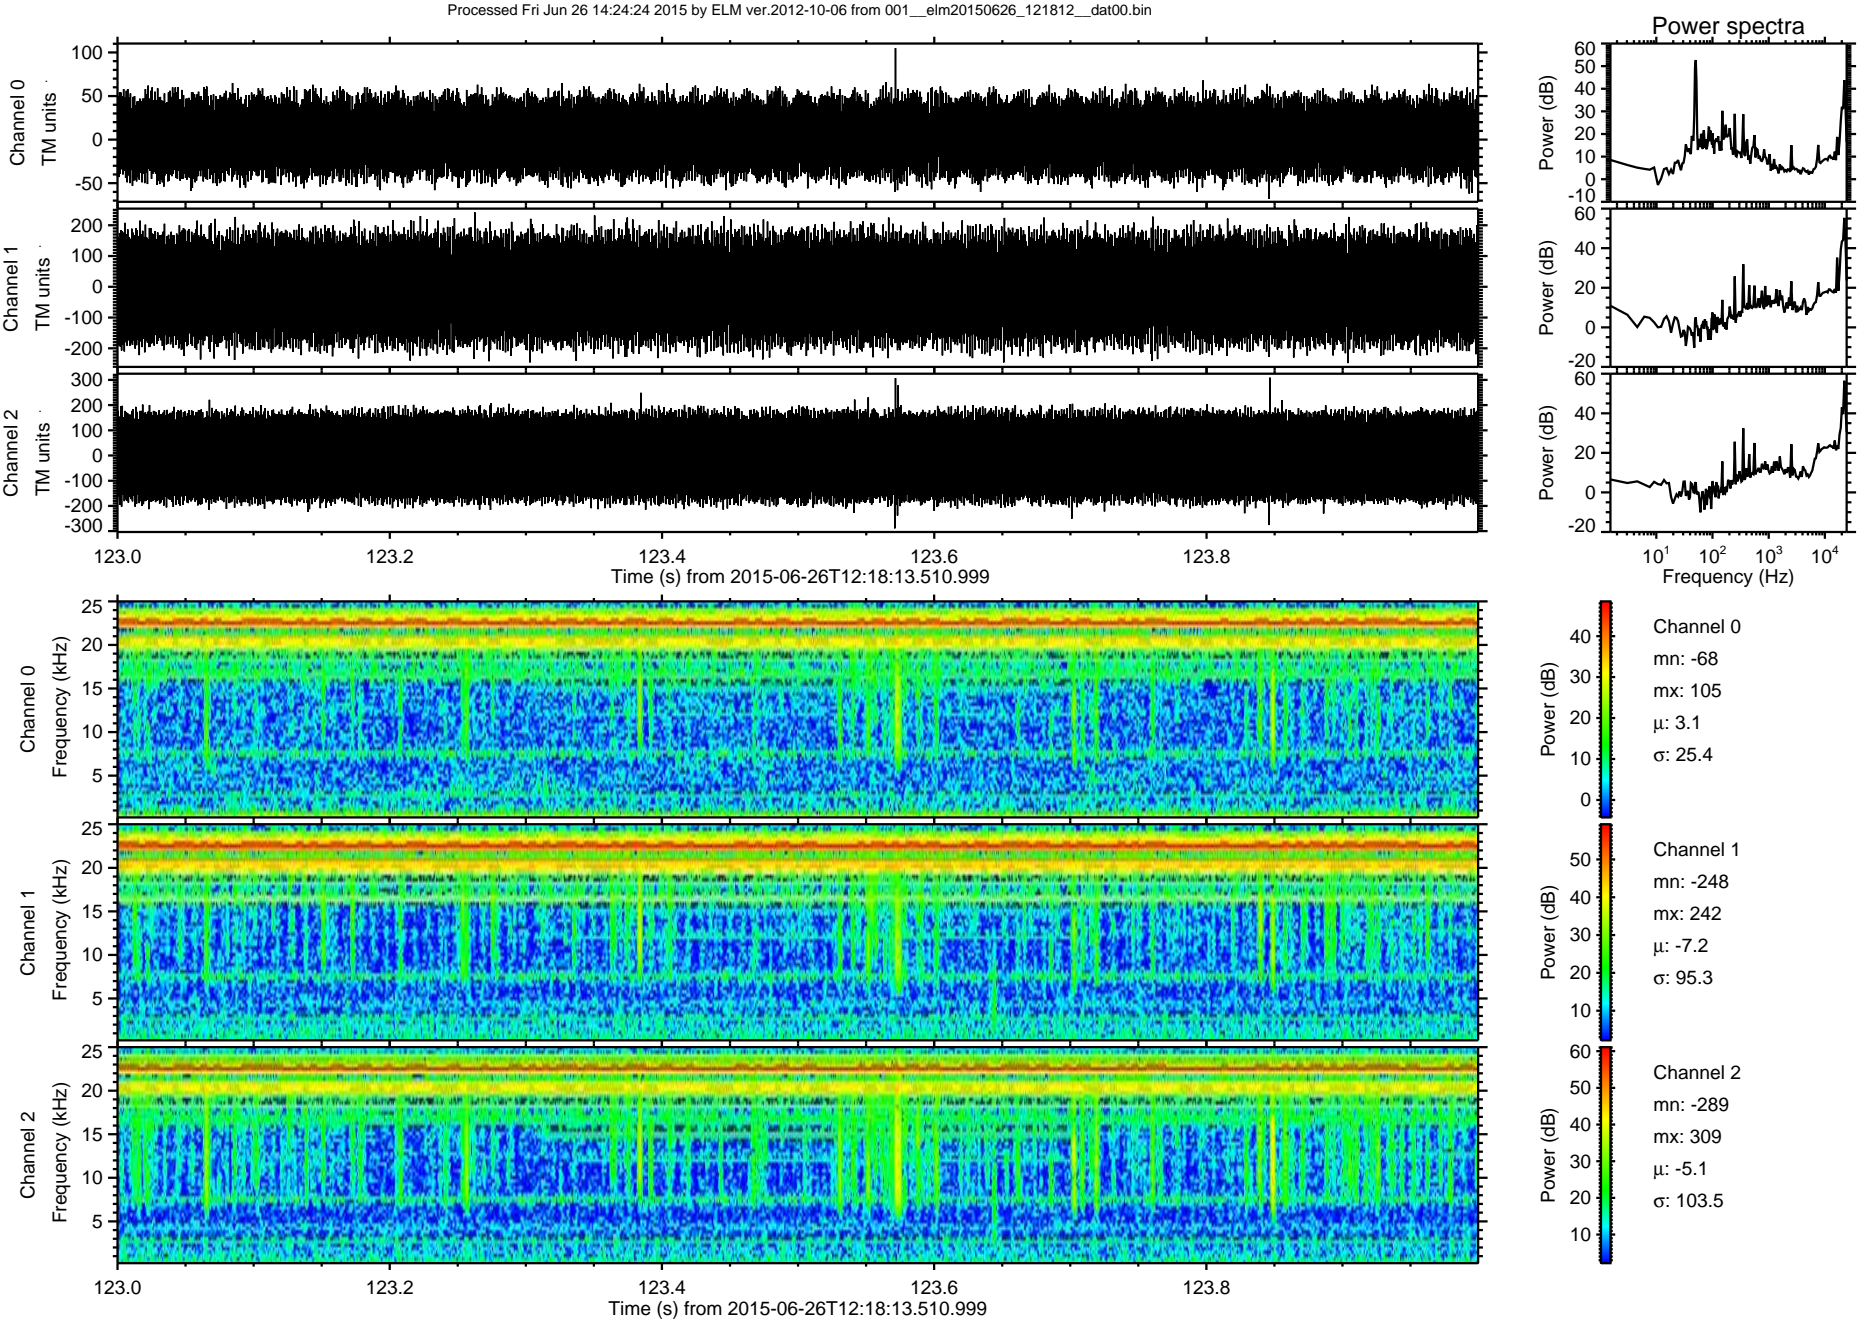 Processed Fri Jun 26 14:24:24 2015 by ELM ver.2012-10-06 from 001__elm20150626_121812__dat00.bin
Power spectra
Channel 0
TM units
100
50
0
-50
Power (dB)
60
50
40
30
20
10
0
-10
Channel 1
TM units
200
100
0
-100
-200
Power (dB)
60
40
20
0
-20
Channel 2
TM units
300
200
100
0
-100
-200
-300
Power (dB)
60
40
20
0
-20
123.0 123.2 123.4 123.6 123.8
Time (s) from 2015-06-26T12:18:13.510.999
10^1 10^2 10^3 10^4
Frequency (Hz)
Channel 0
Frequency (kHz)
25
20
15
10
5
Power (dB)
40
30
20
10
0
Channel 0
mn: -68
mx: 105
μ: 3.1
σ: 25.4
Channel 1
Frequency (kHz)
25
20
15
10
5
Power (dB)
50
40
30
20
10
Channel 1
mn: -248
mx: 242
μ: -7.2
σ: 95.3
Channel 2
Frequency (kHz)
25
20
15
10
5
Power (dB)
60
50
40
30
20
10
Channel 2
mn: -289
mx: 309
μ: -5.1
σ: 103.5
123.0 123.2 123.4 123.6 123.8
Time (s) from 2015-06-26T12:18:13.510.999